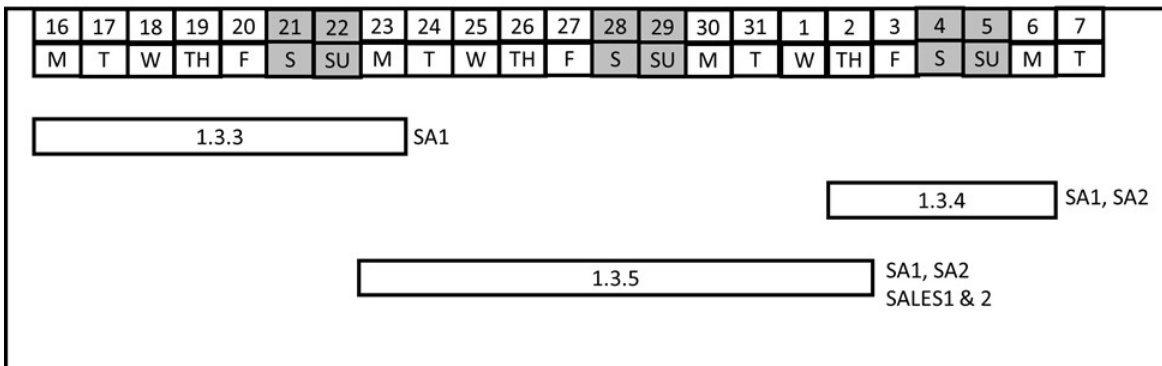 16 17 18 19 20 21 22 23 24 25 26 27 28 29 30 31 1 2 3 4 5 6 7
M T W TH F S SU M T W TH F S SU M T W TH F S SU M T
1.3.3 SA1
1.3.4 SA1, SA2
1.3.5 SA1, SA2
SALES1 & 2